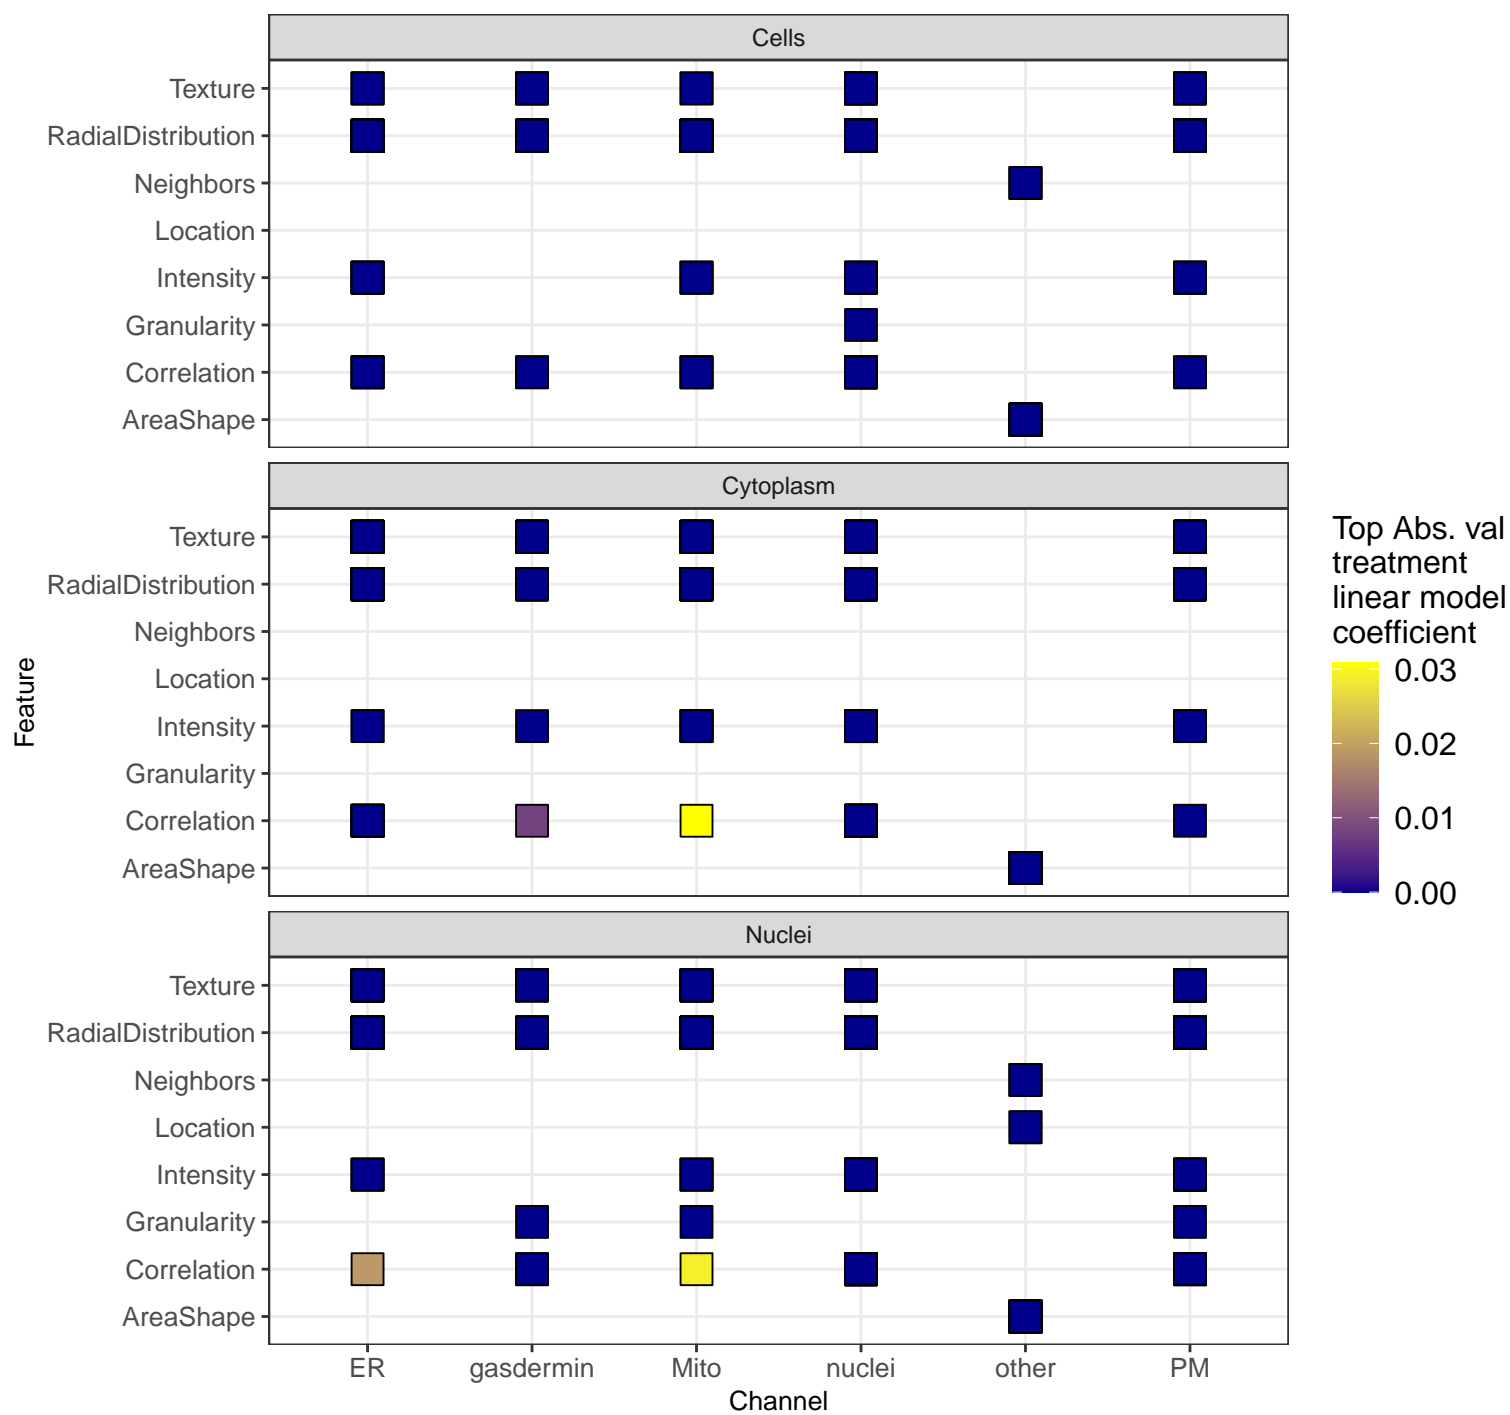 Cells
Texture
RadialDistribution
Neighbors
Location
Intensity
Granularity
Correlation
AreaShape
Cytoplasm
Texture
RadialDistribution
Neighbors
Location
Intensity
Granularity
Correlation
AreaShape
Nuclei
Texture
RadialDistribution
Neighbors
Location
Intensity
Granularity
Correlation
AreaShape
ER gasdermin Mito nuclei other PM
Channel
Feature
Top Abs. val
treatment
linear model
coefficient
0.03
0.02
0.01
0.00